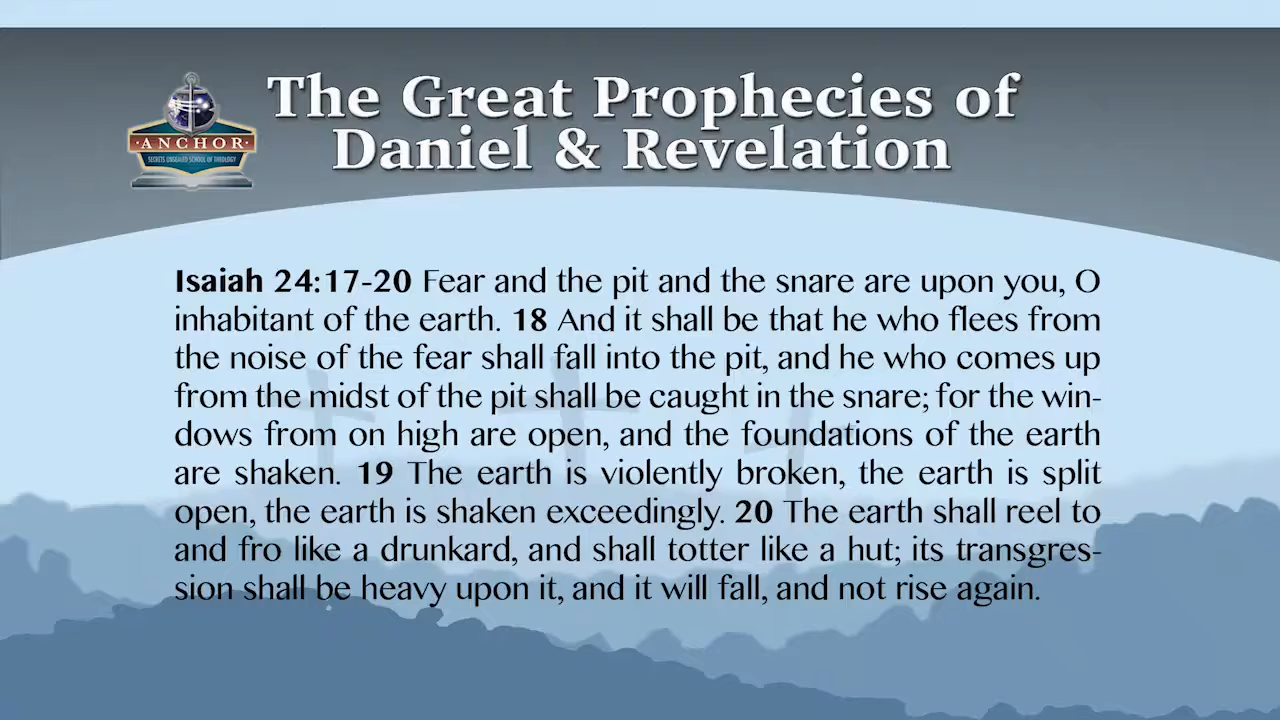 The Great Prophecies of
Daniel & Revelation
·ANCHOR·
SECRETS UNSEALED SCHOOL OF THEOLOGY
Isaiah 24:17-20 Fear and the pit and the snare are upon you, O
inhabitant of the earth. 18 And it shall be that he who flees from
the noise of the fear shall fall into the pit, and he who comes up
from the midst of the pit shall be caught in the snare; for the win-
dows from on high are open, and the foundations of the earth
are shaken. 19 The earth is violently broken, the earth is split
open, the earth is shaken exceedingly. 20 The earth shall reel to
and fro like a drunkard, and shall totter like a hut; its transgres-
sion shall be heavy upon it, and it will fall, and not rise again.